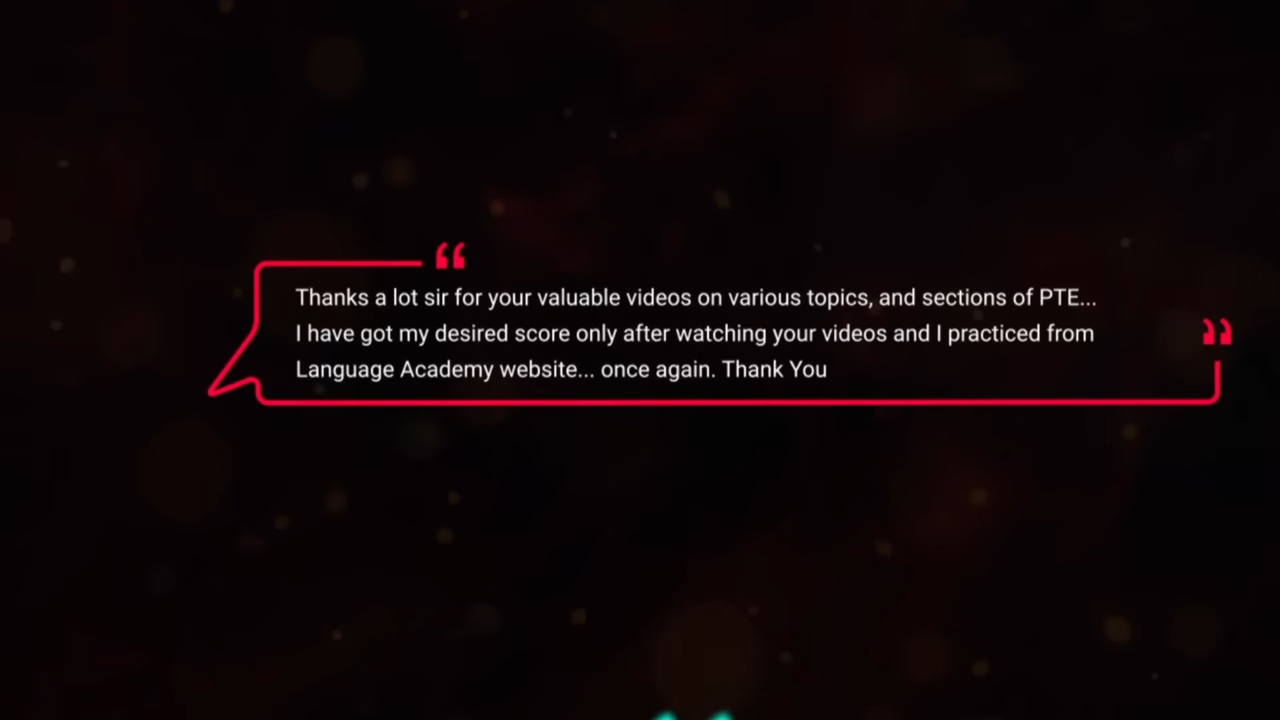 “
Thanks a lot sir for your valuable videos on various topics, and sections of PTE...
I have got my desired score only after watching your videos and I practiced from
Language Academy website... once again. Thank You
”